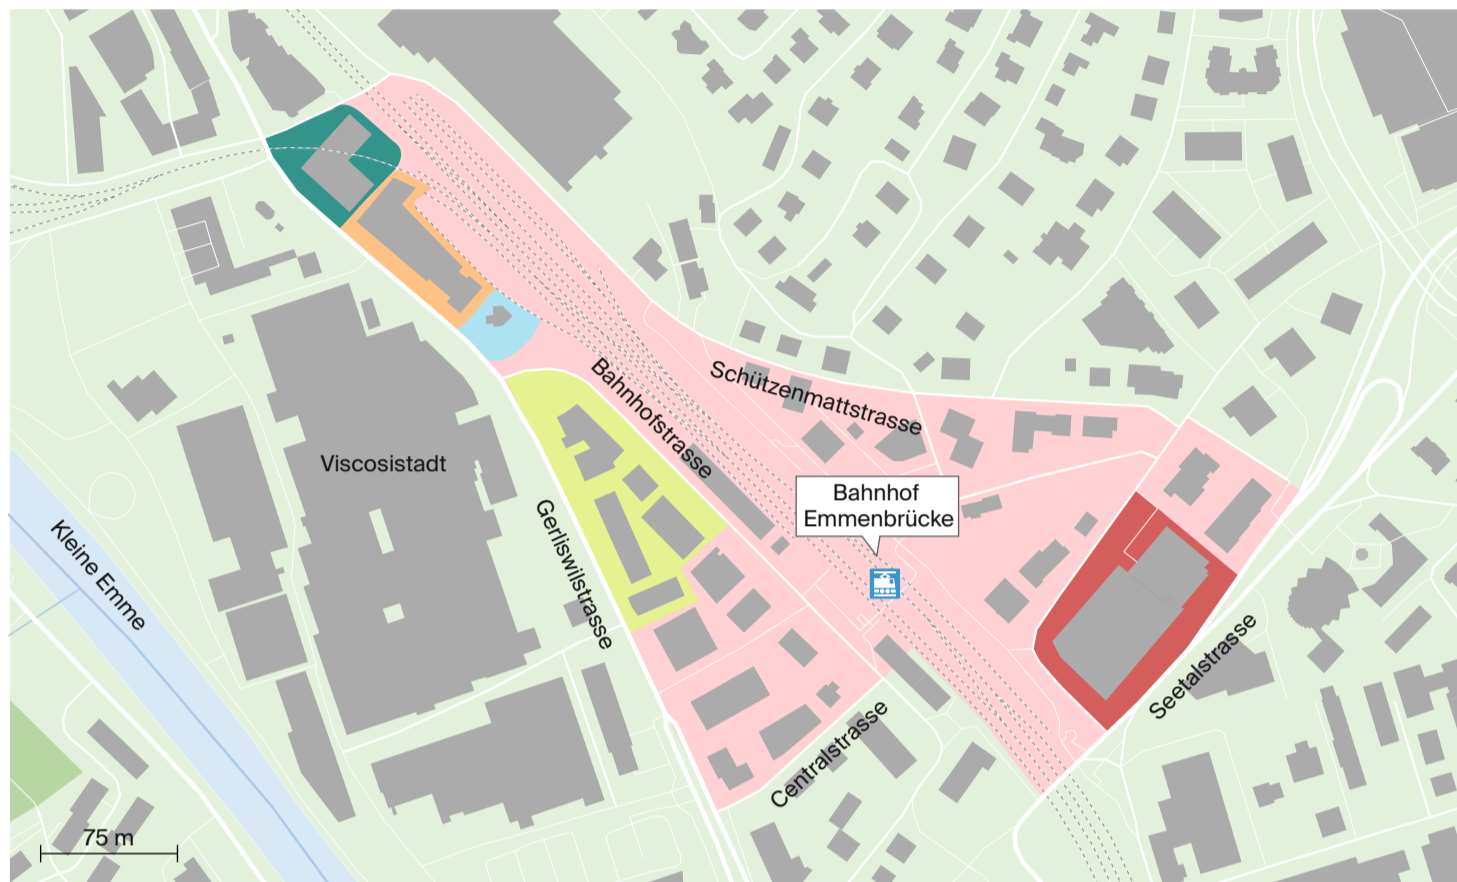 Schützenmattstrasse
Bahnhofstrasse
Viscosistadt
Bahnhof
Emmenbrücke
Gerliswilstrasse
Kleine Emme
Seetalstrasse
Centralstrasse
75 m